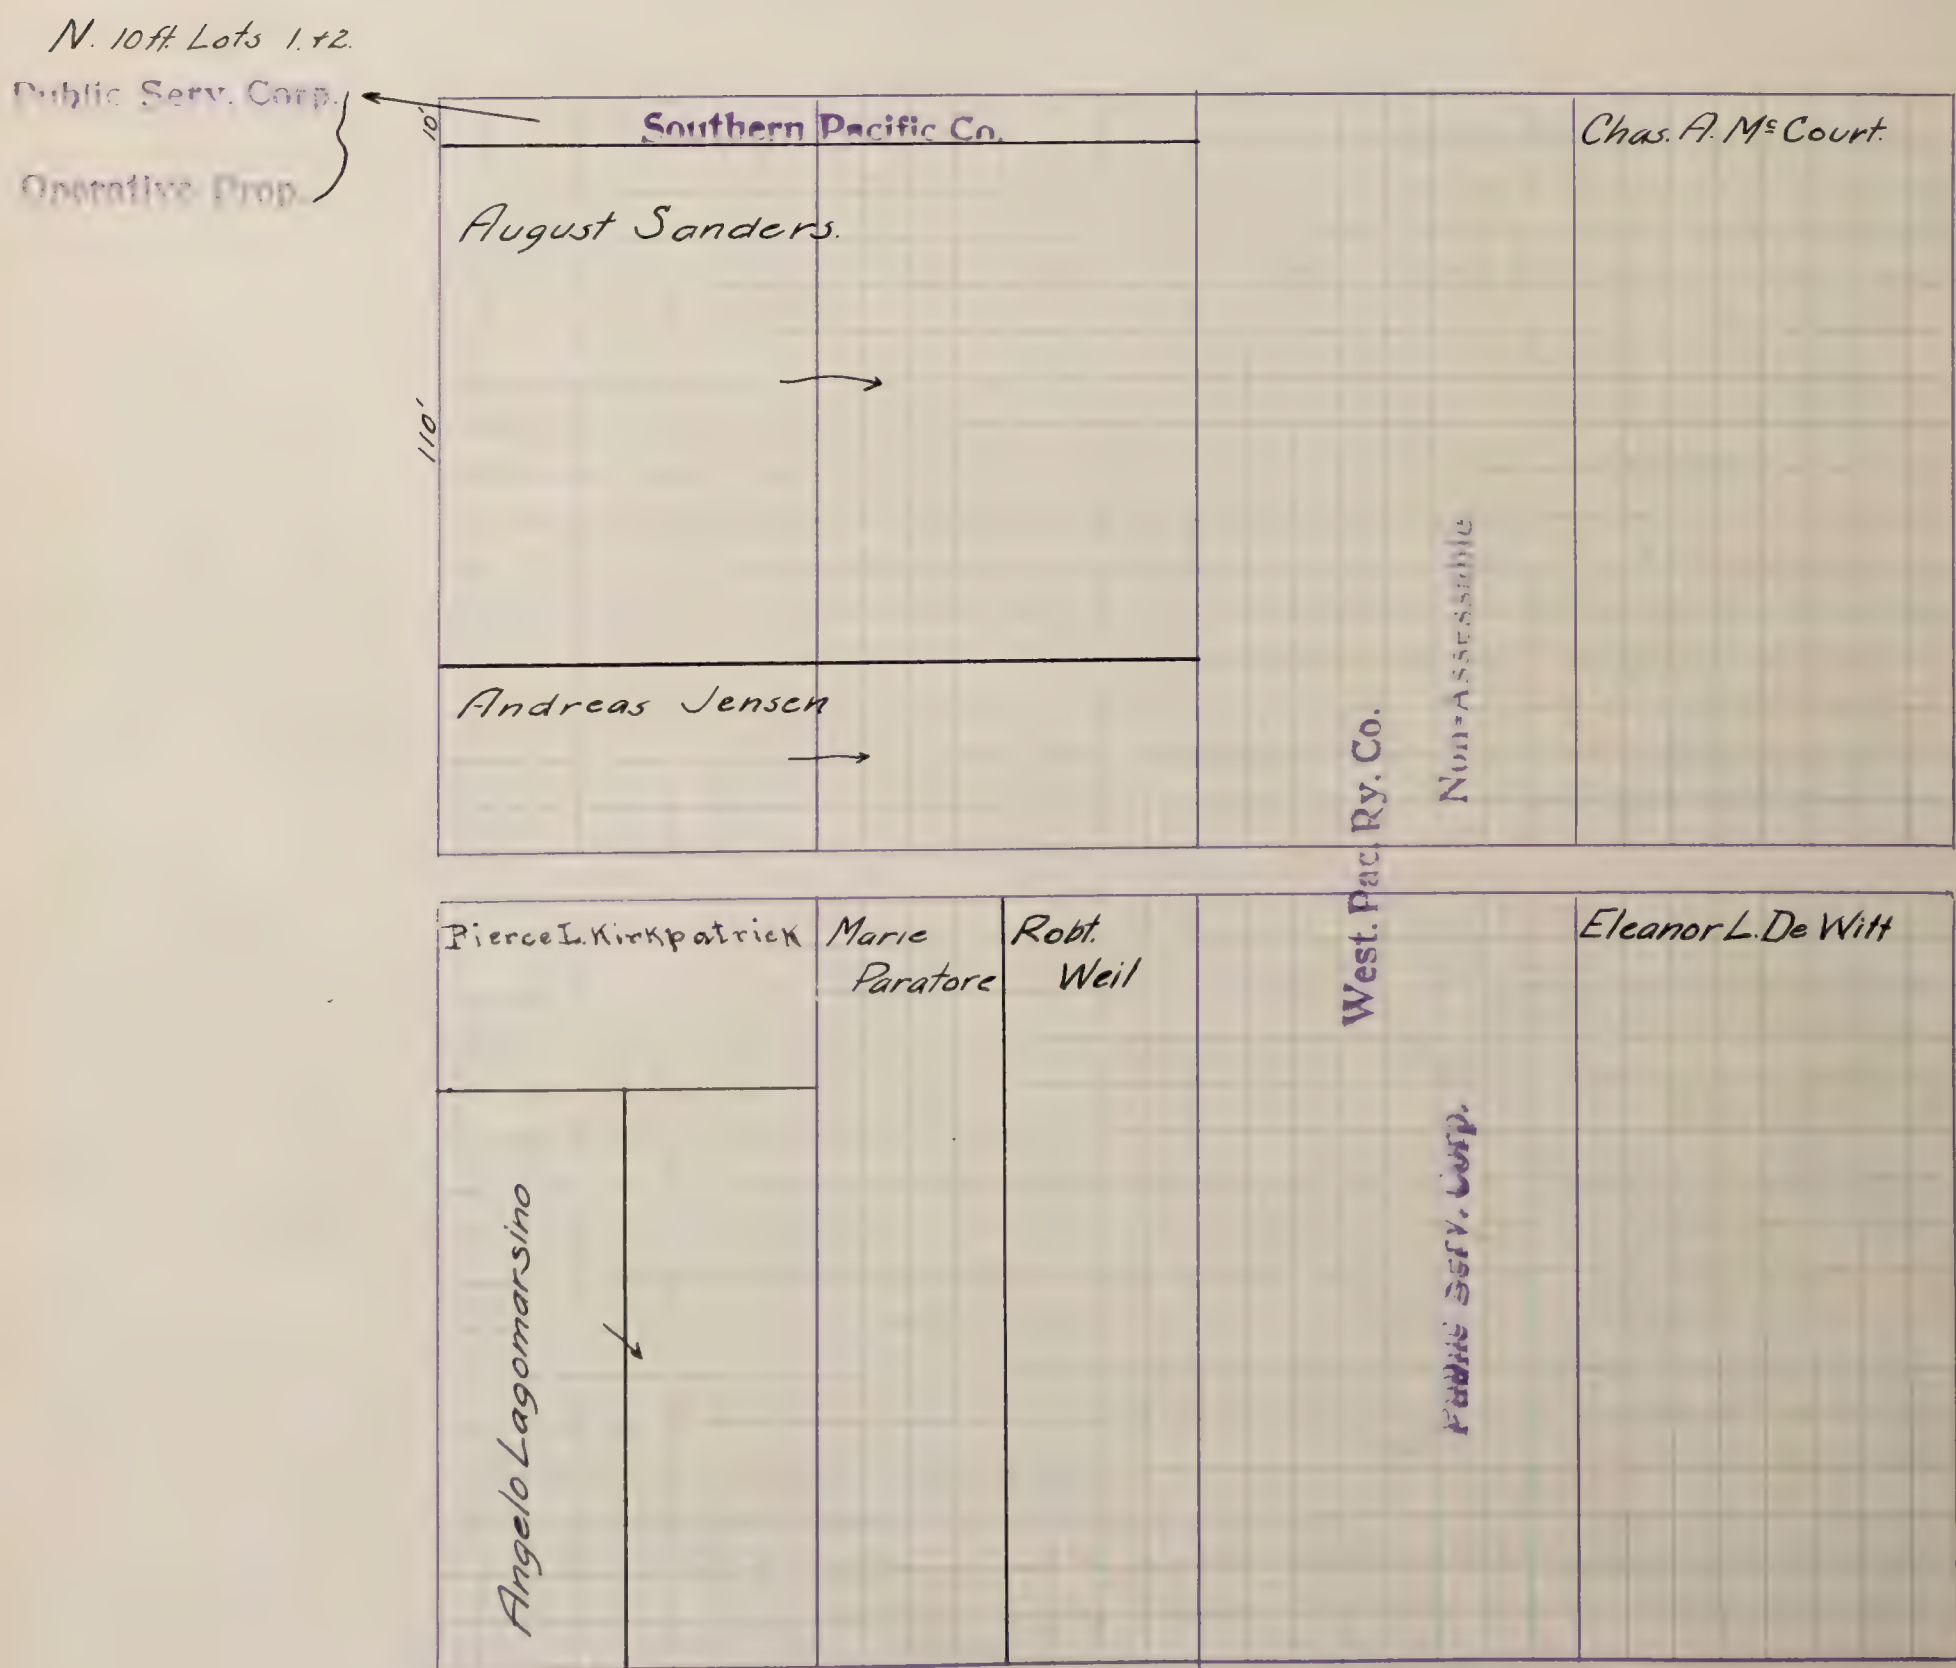 N. 10ft. Lots 1.+2.
Public Serv. Corp.
Operative Prop.
10'
Southern Pacific Co.
Chas. A. Mc Court.
August Sanders.
110'
Non=Assessable
Andreas Jensen
West. Pac. Ry. Co.
Pierce L. Kirkpatrick
Marie
Paratore
Robt.
Weil
Eleanor L. De Witt
Public Serv. Corp.
Angelo Lagomarsino